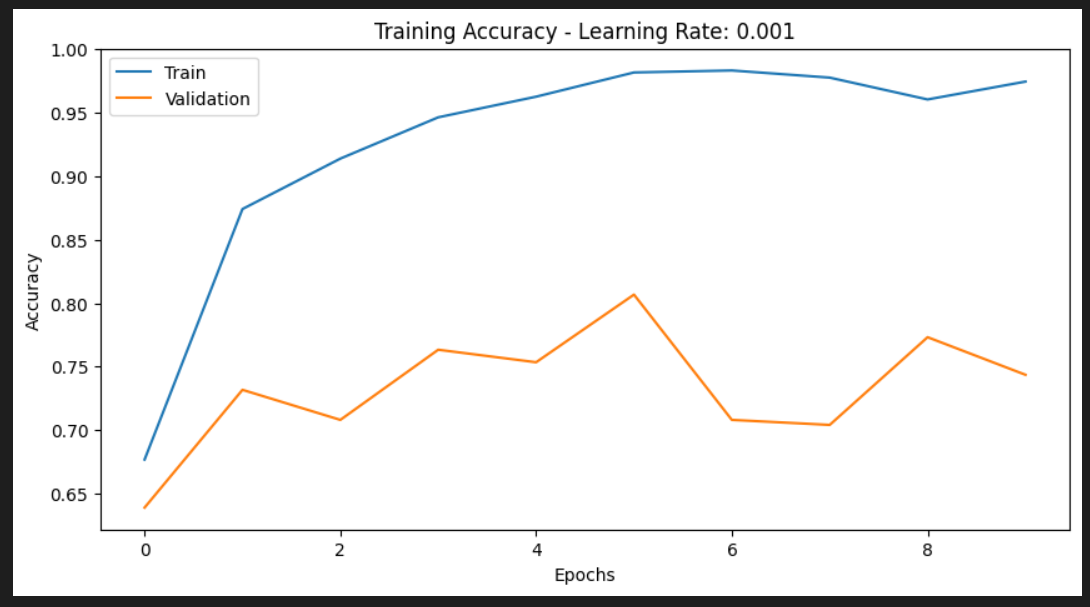 Training Accuracy - Learning Rate: 0.001
1.00
Train
Validation
0.95
0.90
0.85
0.80
0.75
0.70
0.65
Accuracy
0 2 4 6 8
Epochs